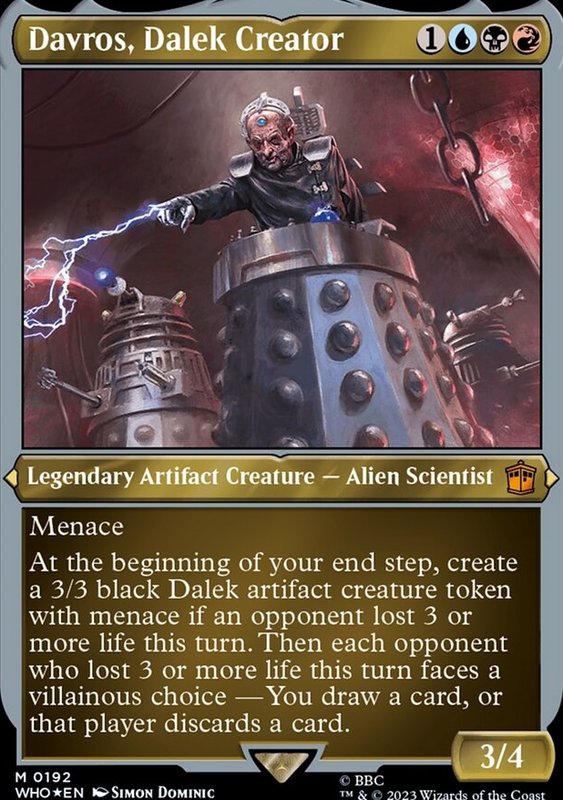 Davros, Dalek Creator 1
Legendary Artifact Creature — Alien Scientist
Menace
At the beginning of your end step, create
a 3/3 black Dalek artifact creature token
with menace if an opponent lost 3 or
more life this turn. Then each opponent
who lost 3 or more life this turn faces a
villainous choice — You draw a card, or
that player discards a card.
3/4
M 0192
WHO★EN Simon Dominic
© BBC
™ & © 2023 Wizards of the Coast